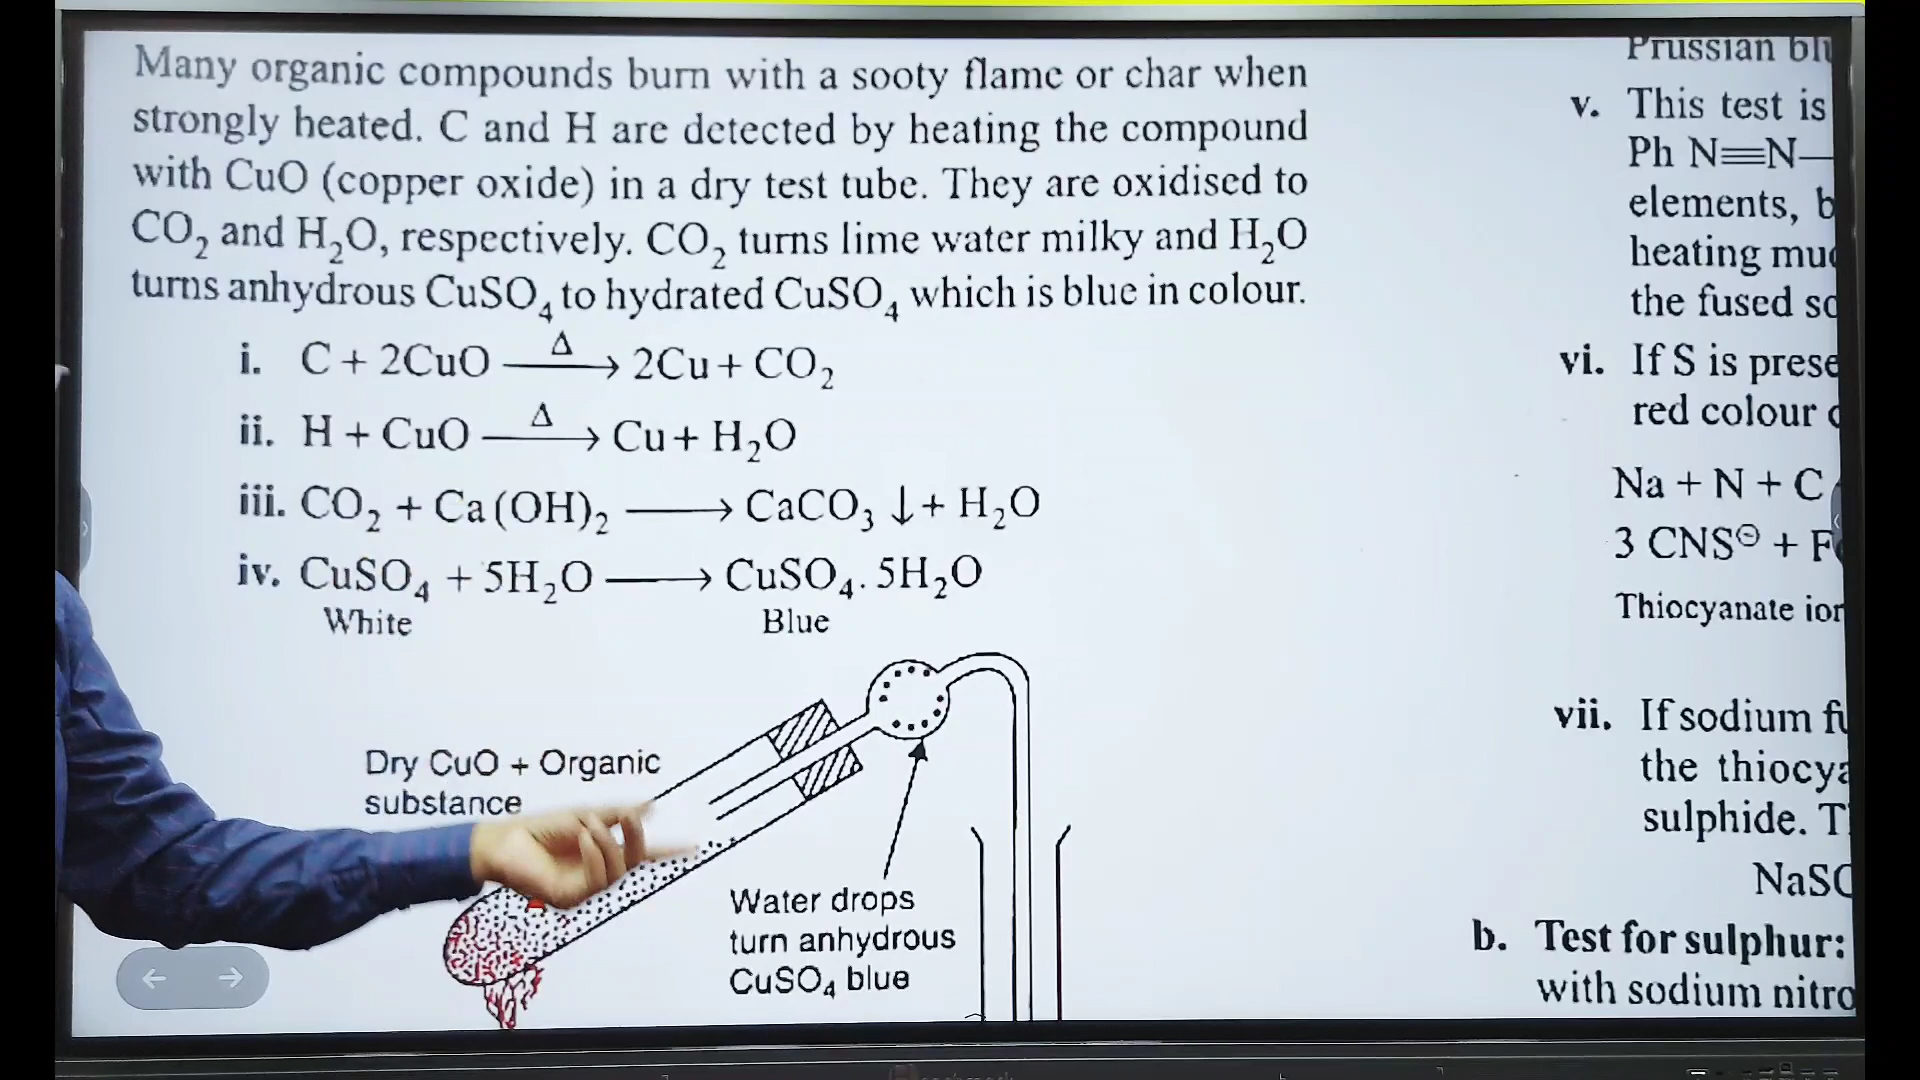 Many organic compounds burn with a sooty flame or char when
strongly heated. C and H are detected by heating the compound
with CuO (copper oxide) in a dry test tube. They are oxidised to
CO₂ and H₂O, respectively. CO₂ turns lime water milky and H₂O
turns anhydrous CuSO₄ to hydrated CuSO₄ which is blue in colour.
i. C + 2CuO —Δ→ 2Cu + CO₂
ii. H + CuO —Δ→ Cu + H₂O
iii. CO₂ + Ca(OH)₂ ⟶ CaCO₃ ↓ + H₂O
iv. CuSO₄ + 5H₂O ⟶ CuSO₄. 5H₂O
White Blue
Dry CuO + Organic
substance
Water drops
turn anhydrous
CuSO₄ blue
Prussian
v. This test is
Ph N≡N—
elements,
heating
the fused
vi. If S is
red colour
Na + N + C
3 CNS⊖ +
Thiocyanate
vii. If sodium
the
sulphide.
b. Test for sulphur:
with sodium